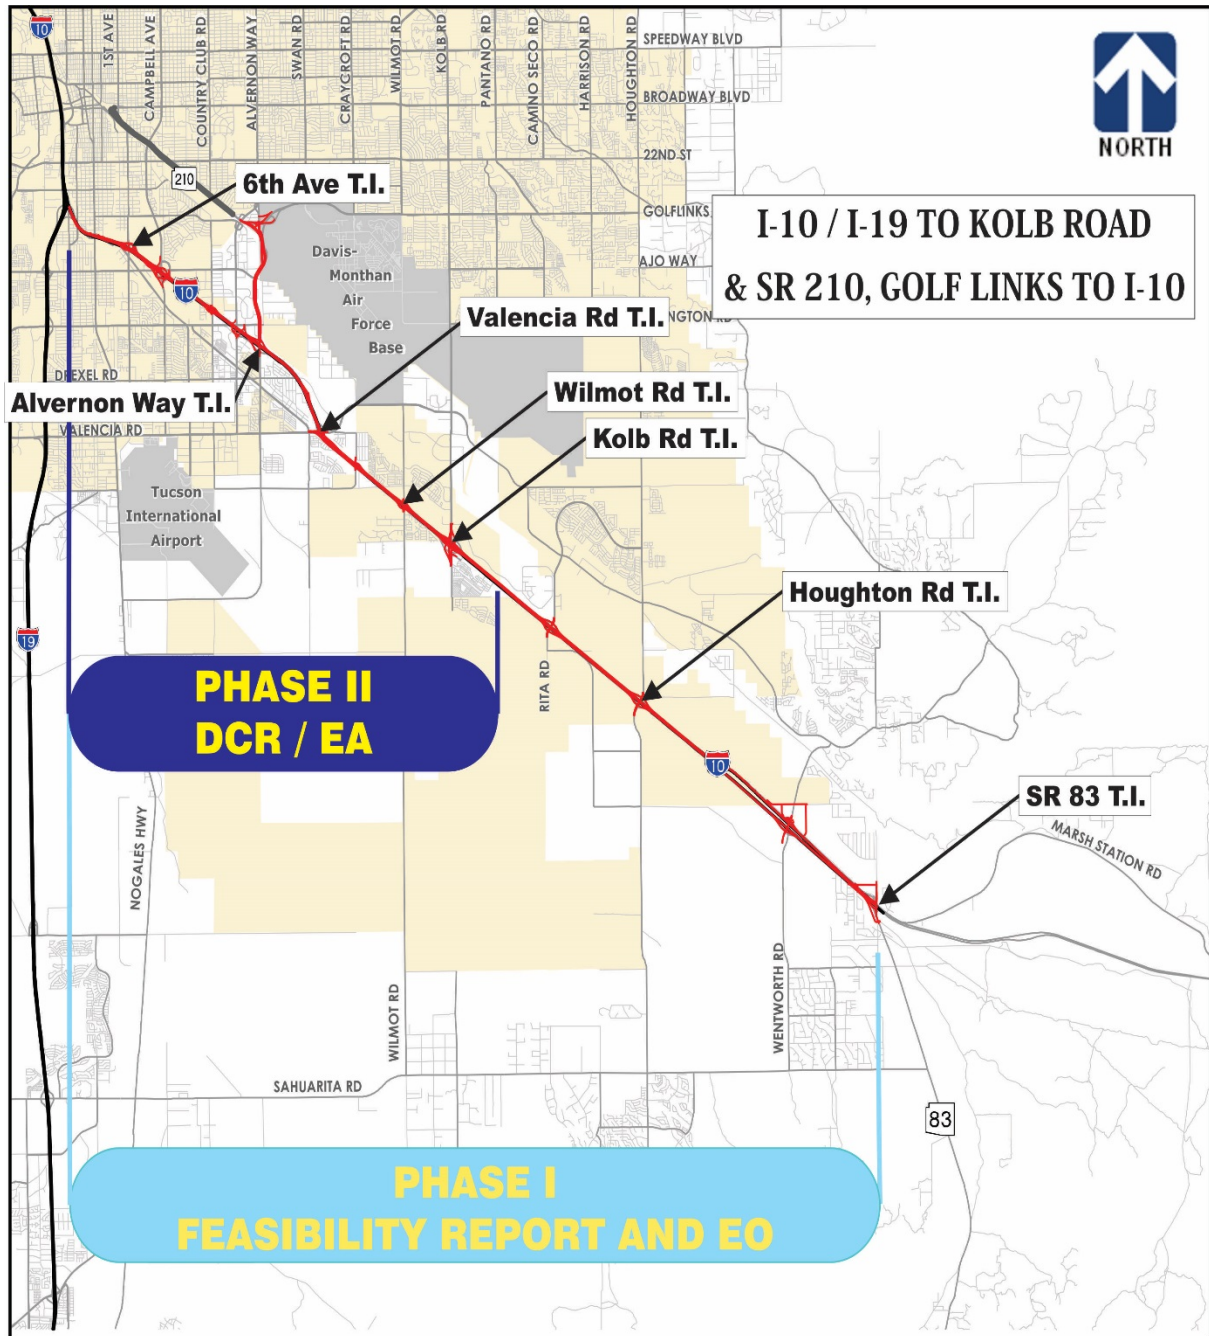 10
1ST AVE
CAMPBELL AVE
COUNTRY CLUB RD
ALVERNON WAY
SWAN RD
CRAYCROFT RD
WILMOT RD
KOLB RD
PANTANO RD
CAMINO SECO RD
HARRISON RD
HOUGHTON RD
SPEEDWAY BLVD
BROADWAY BLVD
22ND ST
GOLF LINKS
AJO WAY
NORTH
I-10 / I-19 TO KOLB ROAD
& SR 210, GOLF LINKS TO I-10
210
6th Ave T.I.
Davis-
Monthan
Air
Force
Base
10
Valencia Rd T.I.
DREXEL RD
Wilmot Rd T.I.
Alvernon Way T.I.
VALENCIA RD
Kolb Rd T.I.
Tucson
International
Airport
Houghton Rd T.I.
19
PHASE II
DCR / EA
RITA RD
10
SR 83 T.I.
MARSH STATION RD
NOGALES HWY
WILMOT RD
WENTWORTH RD
SAHUARITA RD
83
PHASE I
FEASIBILITY REPORT AND EO